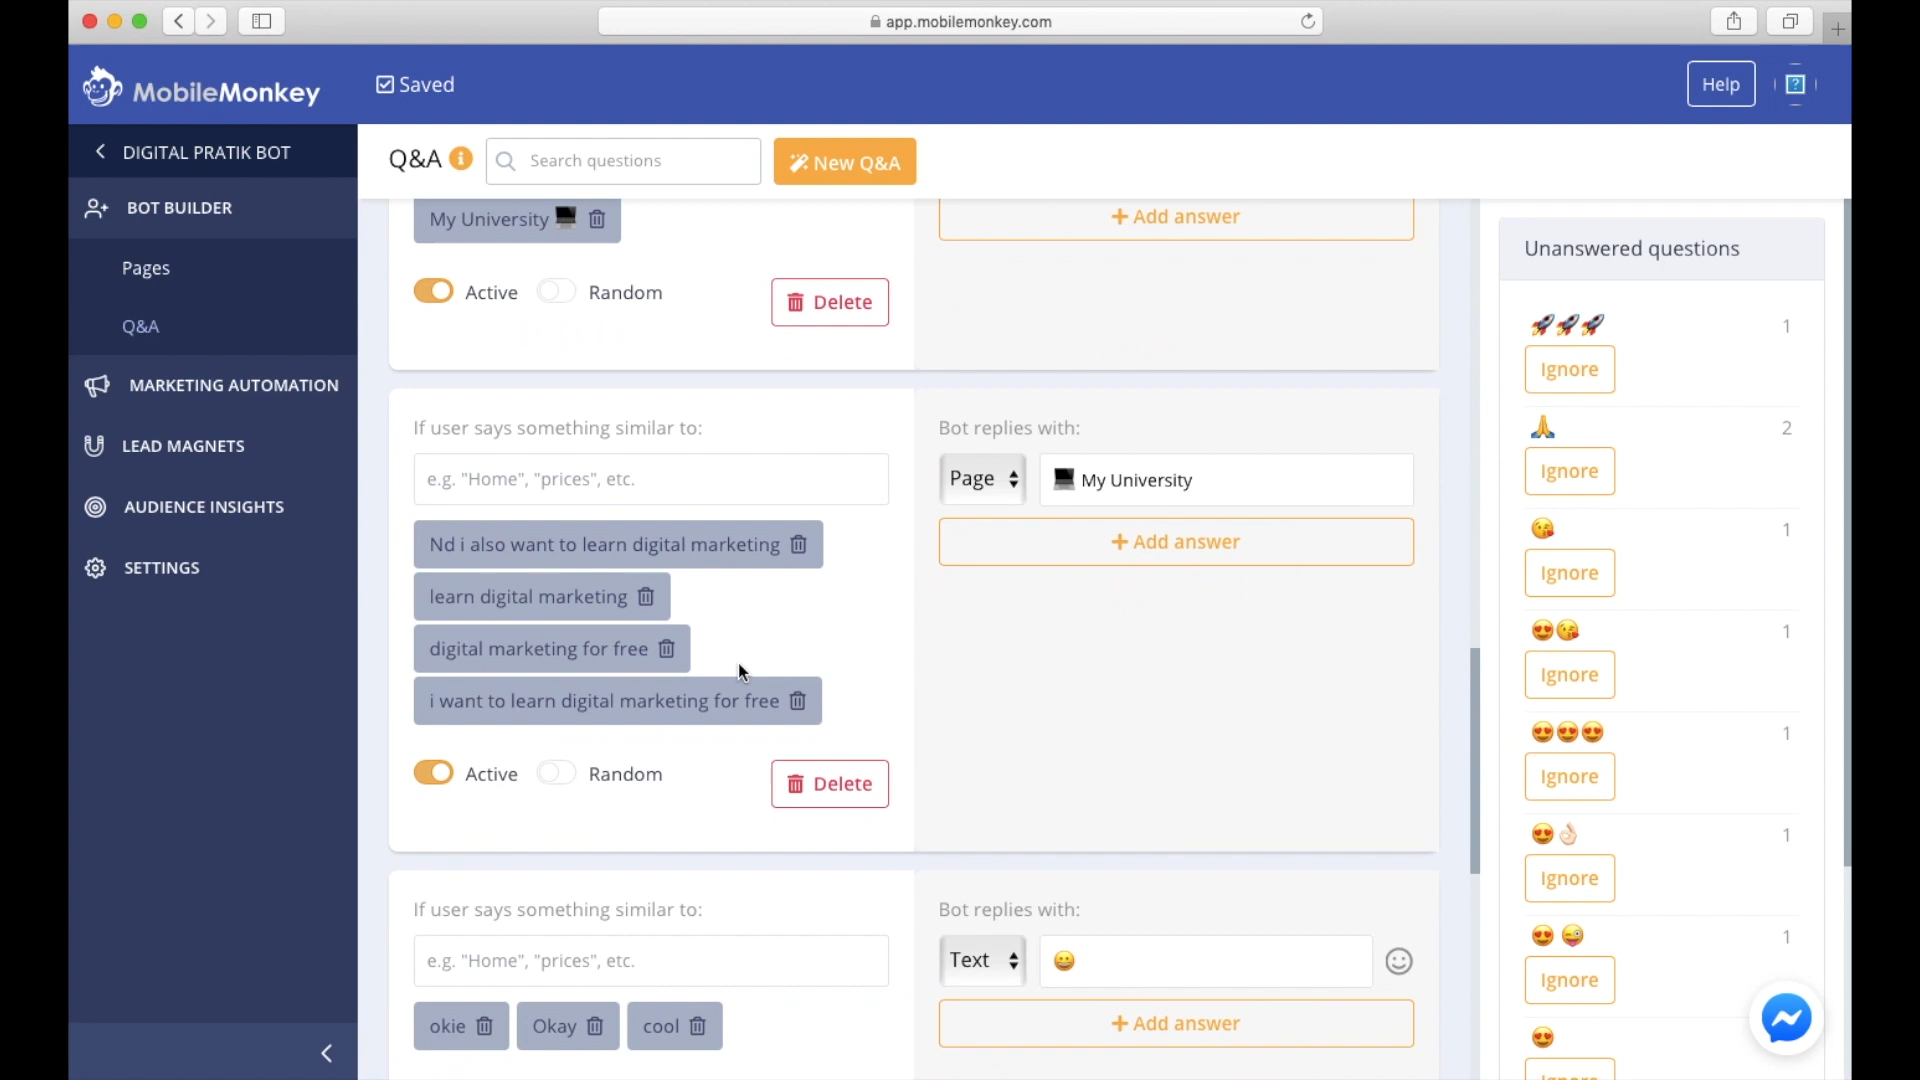 app.mobilemonkey.com
MobileMonkey
Saved
Help
DIGITAL PRATIK BOT
BOT BUILDER
Pages
Q&A
MARKETING AUTOMATION
LEAD MAGNETS
AUDIENCE INSIGHTS
SETTINGS
Q&A
Search questions
New Q&A
My University 💻
+ Add answer
Active
Random
Delete
If user says something similar to:
e.g. "Home", "prices", etc.
Nd i also want to learn digital marketing
learn digital marketing
digital marketing for free
i want to learn digital marketing for free
Active
Random
Delete
Bot replies with:
Page
💻 My University
+ Add answer
If user says something similar to:
e.g. "Home", "prices", etc.
okie
Okay
cool
Bot replies with:
Text
😀
+ Add answer
Unanswered questions
🚀🚀🚀 1
Ignore
🙏 2
Ignore
😘 1
Ignore
😍😘 1
Ignore
😍😍😍 1
Ignore
😍👌🏻 1
Ignore
😍 😜 1
Ignore
😍
Ignore